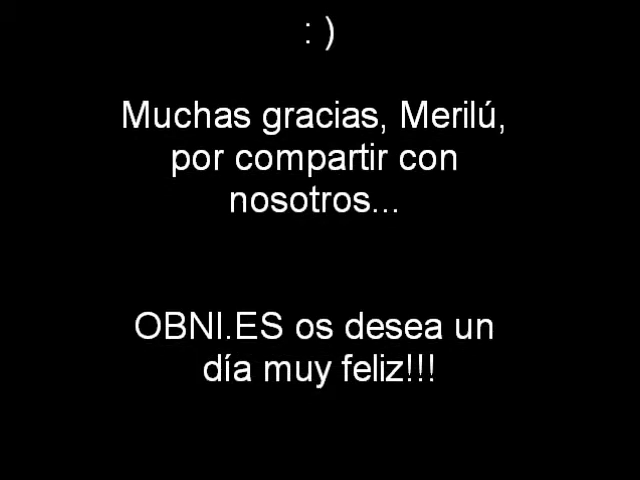 : )
Muchas gracias, Merilú,
por compartir con
nosotros...
OBNI.ES os desea un
día muy feliz!!!